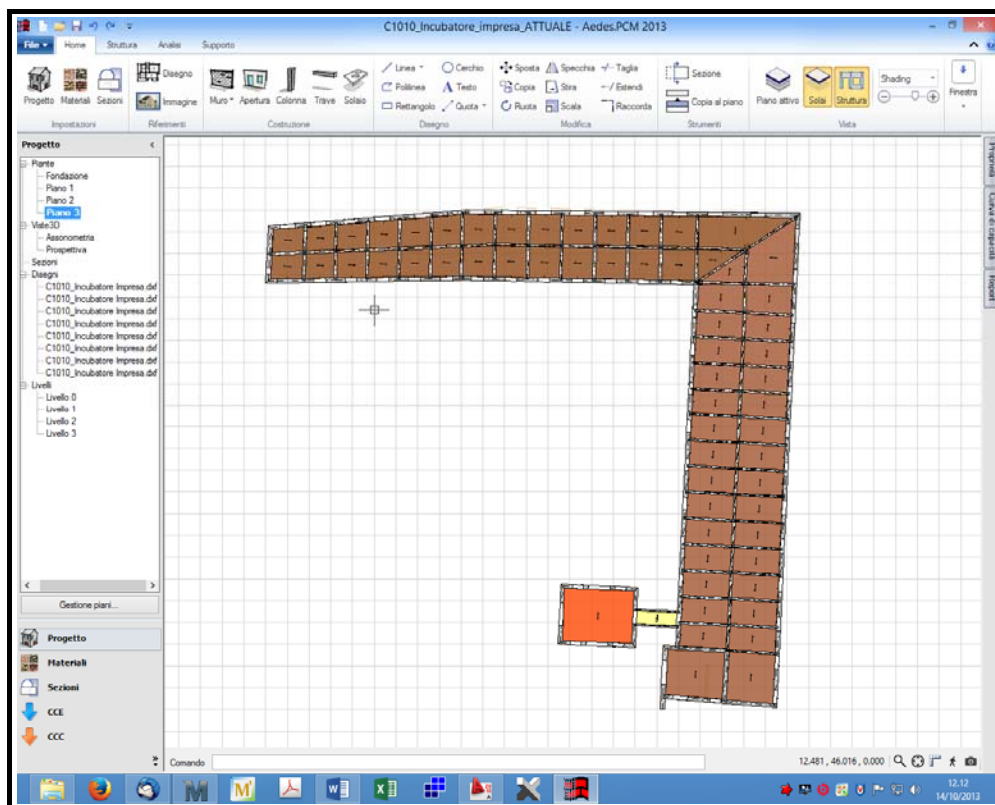 C1010_Incubatore_impresa_ATTUALE - Aedes.PCM 2013
File Home Struttura Analisi Supporto
Progetto Materiali Sezioni
Impostazioni
Disegno
Immagine
Riferimenti
Muro Apertura Colonna Trave Solaio
Costruzione
Linea Cerchio
Polilinea A Testo
Rettangolo Quota
Disegno
Sposta Specchia Taglia
Copia Stira Estendi
Ruota Scala Raccorda
Modifica
Sezione
Copia al piano
Strumenti
Piano attivo Solai Struttura
Shading
Vista
Finestra
Progetto
Piante
Fondazione
Piano 1
Piano 2
Piano 3
Viste3D
Assonometria
Prospettiva
Sezioni
Disegni
C1010_Incubatore Impresa.dxf
C1010_Incubatore Impresa.dxf
C1010_Incubatore Impresa.dxf
C1010_Incubatore Impresa.dxf
C1010_Incubatore Impresa.dxf
C1010_Incubatore Impresa.dxf
C1010_Incubatore Impresa.dxf
Livelli
Livello 0
Livello 1
Livello 2
Livello 3
Gestione piani...
Progetto
Materiali
Sezioni
CCE
CCC
Proprietà
Curva di capacità
Report
Comando
12.481 , 46.016 , 0.000
12.12
14/10/2013